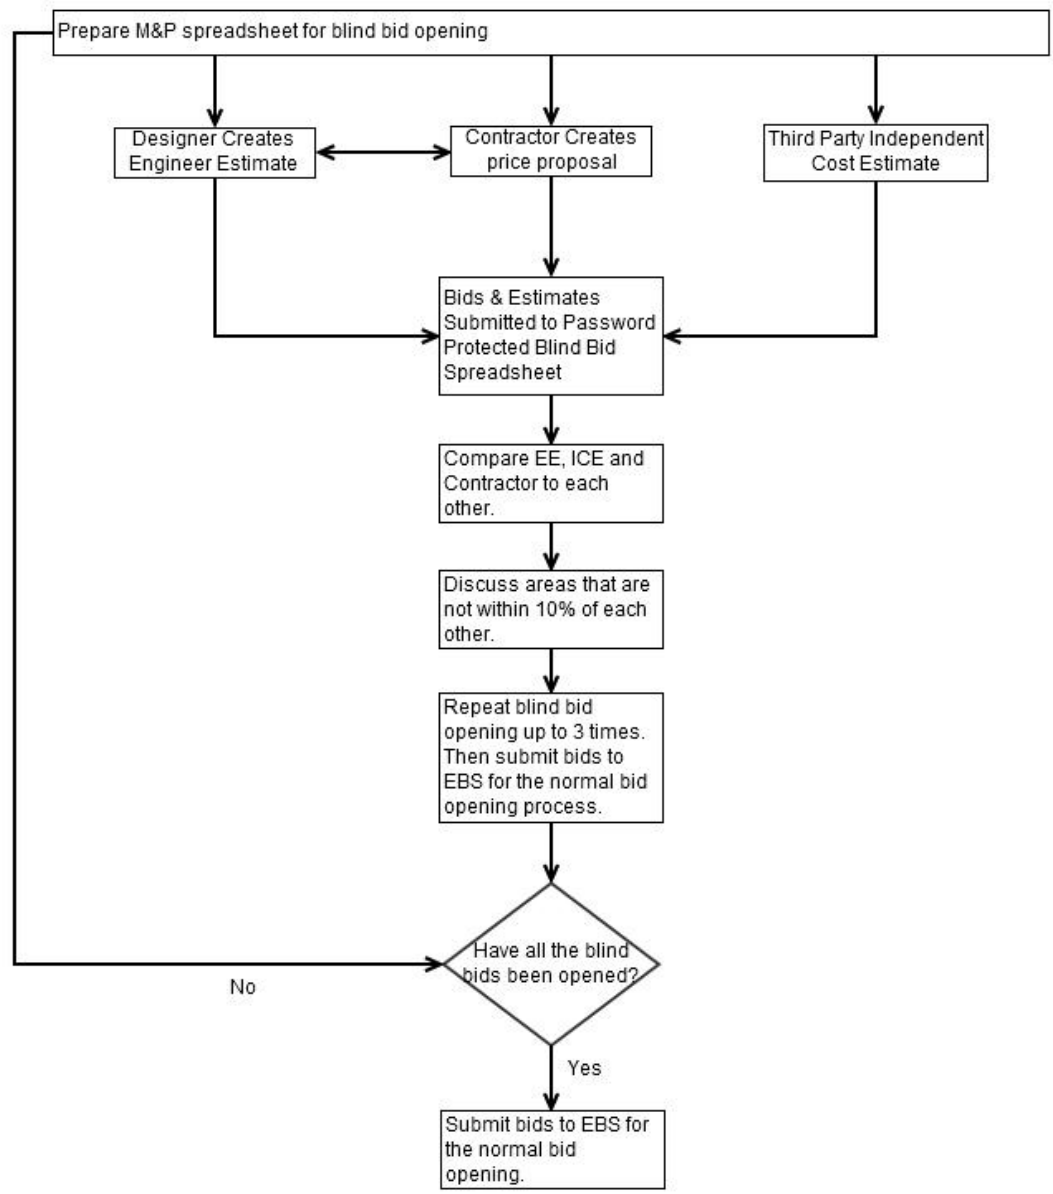 Prepare M&P spreadsheet for blind bid opening
Designer Creates
Engineer Estimate
Contractor Creates
price proposal
Third Party Independent
Cost Estimate
Bids & Estimates
Submitted to Password
Protected Blind Bid
Spreadsheet
Compare EE, ICE and
Contractor to each
other.
Discuss areas that are
not within 10% of each
other.
Repeat blind bid
opening up to 3 times.
Then submit bids to
EBS for the normal bid
opening process.
Have all the blind
bids been opened?
No
Yes
Submit bids to EBS for
the normal bid
opening.